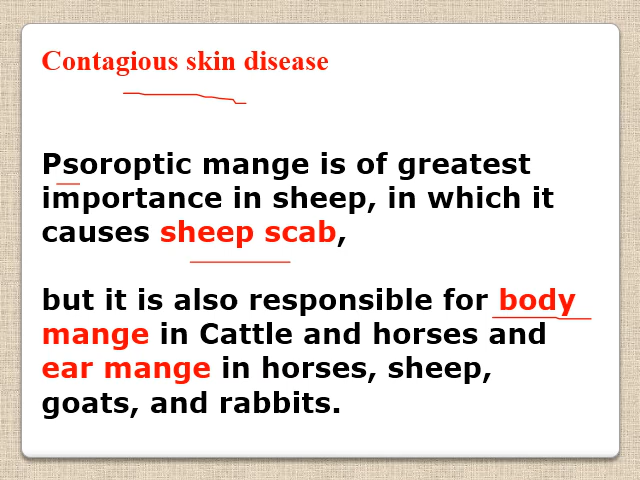 Contagious skin disease
Psoroptic mange is of greatest
importance in sheep, in which it
causes sheep scab,
but it is also responsible for body
mange in Cattle and horses and
ear mange in horses, sheep,
goats, and rabbits.